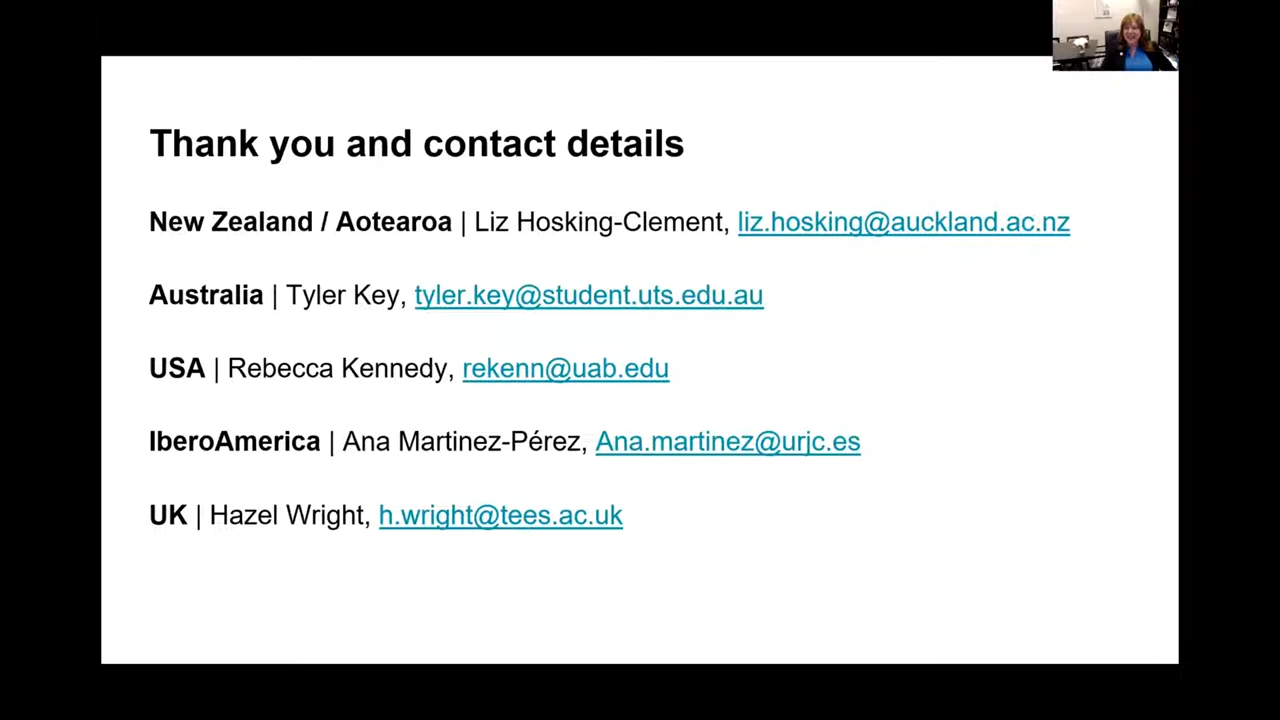 Thank you and contact details
New Zealand / Aotearoa | Liz Hosking-Clement, liz.hosking@auckland.ac.nz
Australia | Tyler Key, tyler.key@student.uts.edu.au
USA | Rebecca Kennedy, rekenn@uab.edu
IberoAmerica | Ana Martinez-Pérez, Ana.martinez@urjc.es
UK | Hazel Wright, h.wright@tees.ac.uk